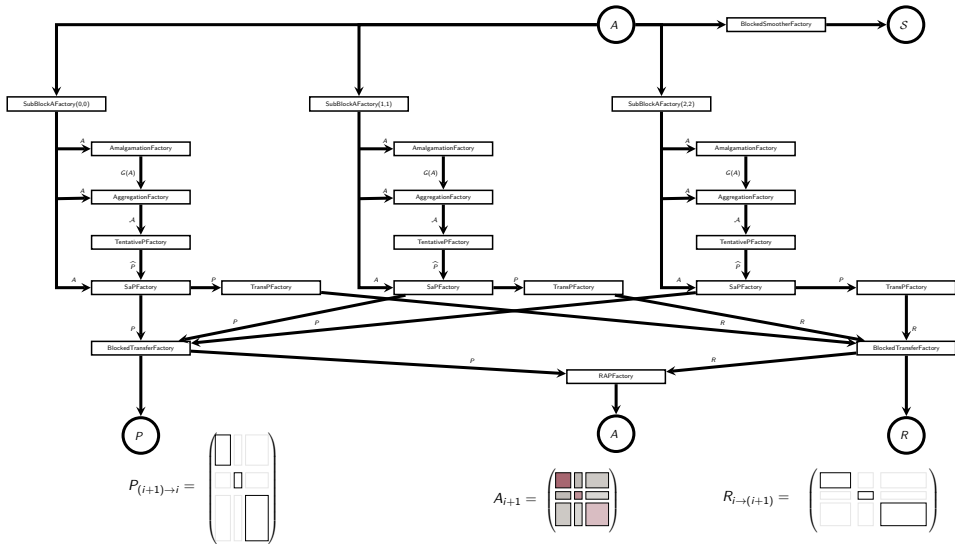 A
BlockedSmootherFactory
S
SubBlockAFactory(0,0)
SubBlockAFactory(1,1)
SubBlockAFactory(2,2)
A
AmalgamationFactory
A
AmalgamationFactory
A
AmalgamationFactory
G(A)
G(A)
G(A)
A
AggregationFactory
A
AggregationFactory
A
AggregationFactory
𝒜
𝒜
𝒜
TentativePFactory
TentativePFactory
TentativePFactory
P̂
P̂
P̂
A
SaPFactory
P
TransPFactory
A
SaPFactory
P
TransPFactory
A
SaPFactory
P
TransPFactory
P
P
P
R
R
R
BlockedTransferFactory
P
R
BlockedTransferFactory
RAPFactory
P
A
R
P(i+1)→i =
Ai+1 =
Ri→(i+1) =